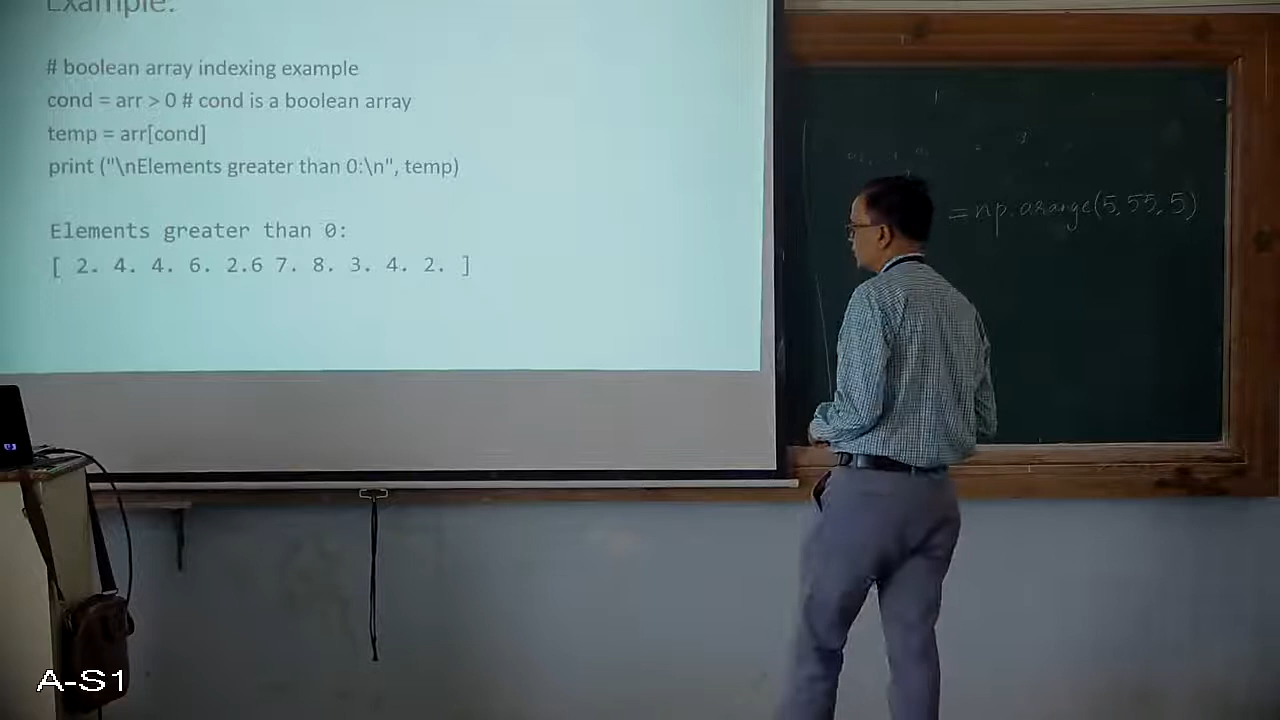 Example:
# boolean array indexing example
cond = arr > 0 # cond is a boolean array
temp = arr[cond]
print ("\nElements greater than 0:\n", temp)
Elements greater than 0:
[ 2. 4. 4. 6. 2.6 7. 8. 3. 4. 2. ]
= np.arange(5,55,5)
A-S1